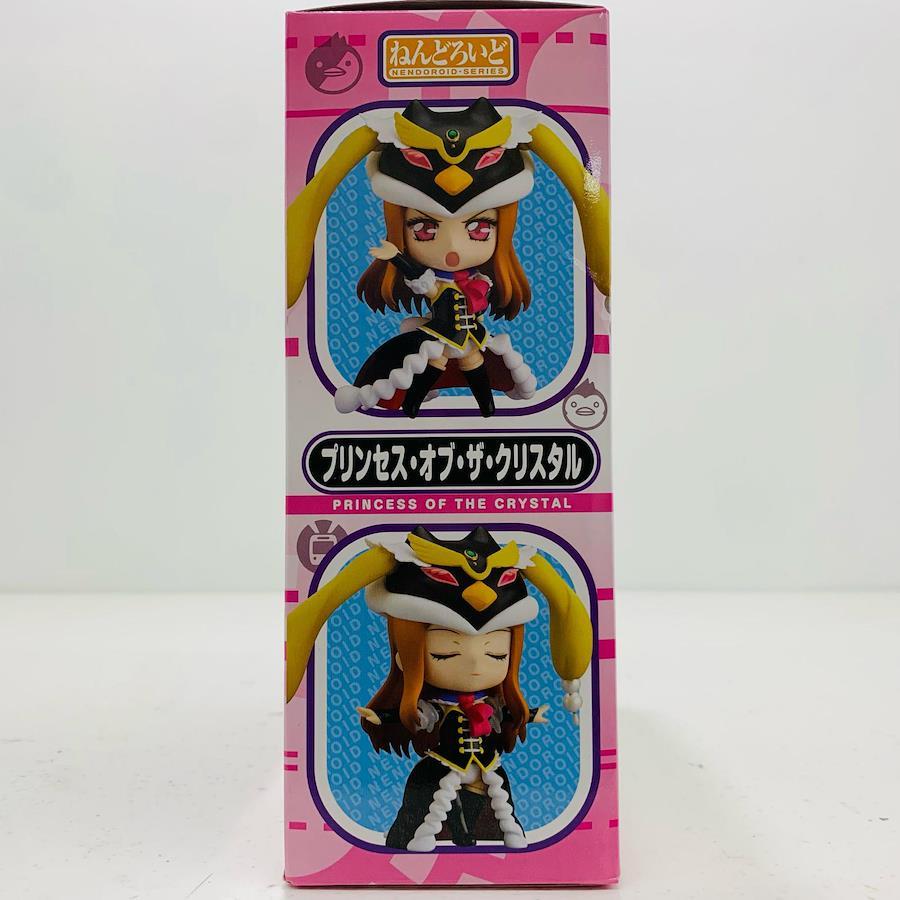 ねんどろいど
NENDOROID·SERIES
プリンセス・オブ・ザ・クリスタル
PRINCESS OF THE CRYSTAL